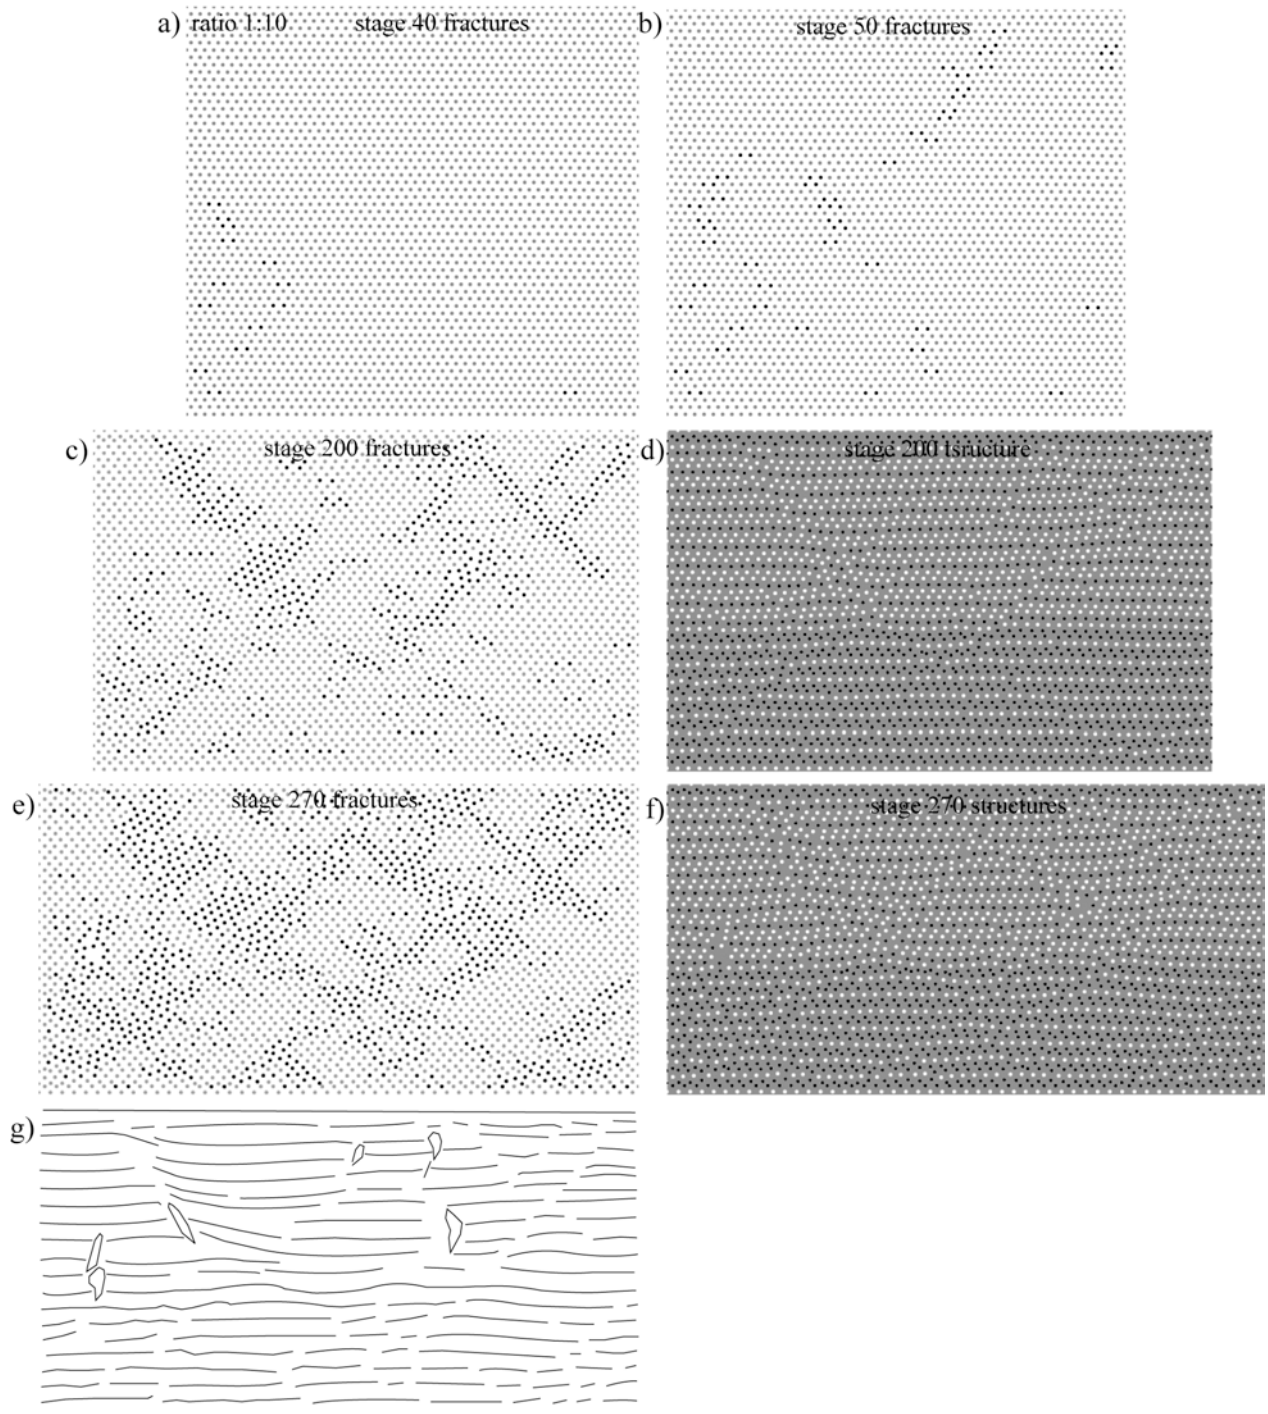 a) ratio 1:10 stage 40 fractures
b) stage 50 fractures
c) stage 200 fractures
d) stage 200 tsructure
e) stage 270 fractures
f) stage 270 structures
g)